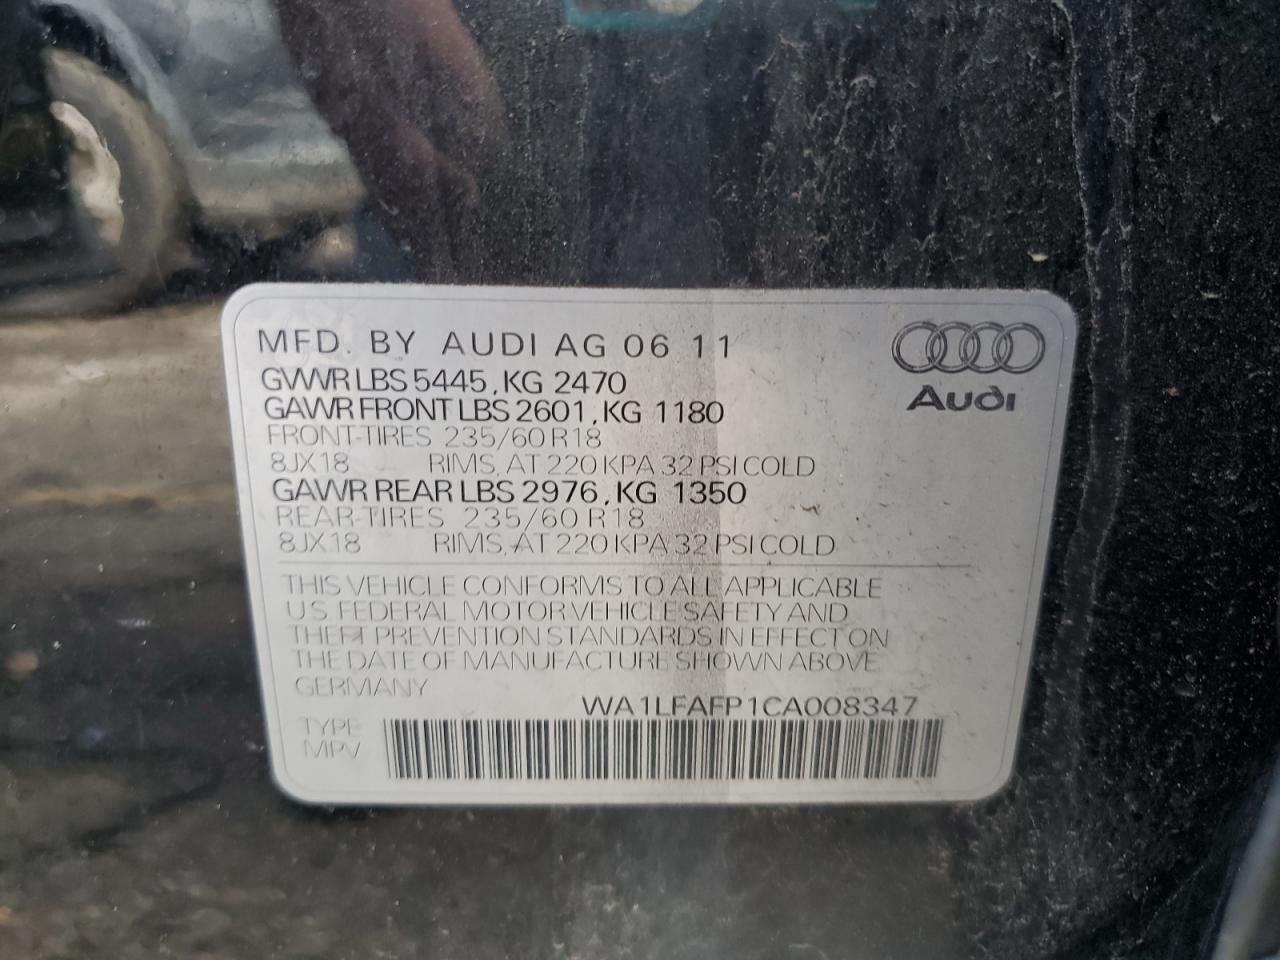 MFD. BY AUDI AG 06 11
Audi
GVWR LBS 5445, KG 2470
GAWR FRONT LBS 2601, KG 1180
FRONT-TIRES 235/60 R18
8JX18 RIMS, AT 220 KPA 32 PSI COLD
GAWR REAR LBS 2976, KG 1350
REAR-TIRES 235/60 R18
8JX18 RIMS, AT 220 KPA 32 PSI COLD
THIS VEHICLE CONFORMS TO ALL APPLICABLE
U.S FEDERAL MOTOR VEHICLE SAFETY AND
THEFT PREVENTION STANDARDS IN EFFECT ON
THE DATE OF MANUFACTURE SHOWN ABOVE
GERMANY
WA1LFAFP1CA008347
TYPE
MPV